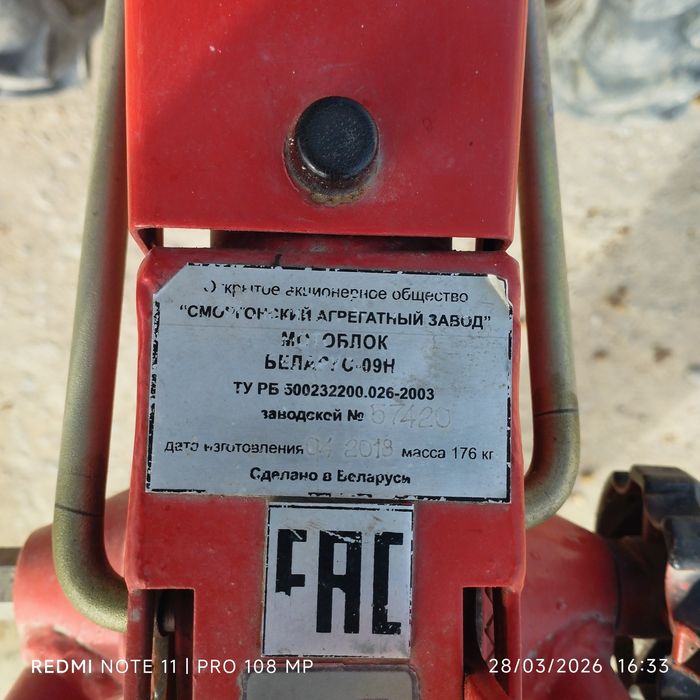 Открытое акционерное общество
"СМОРГОНСКИЙ АГРЕГАТНЫЙ ЗАВОД"
МОТОБЛОК
БЕЛАРУС-09Н
ТУ РБ 500232200.026-2003
заводской № 57420
дата изготовления 04 2018 масса 176 кг
Сделано в Беларуси
EAC
REDMI NOTE 11 | PRO 108 MP
28/03/2026 16:33